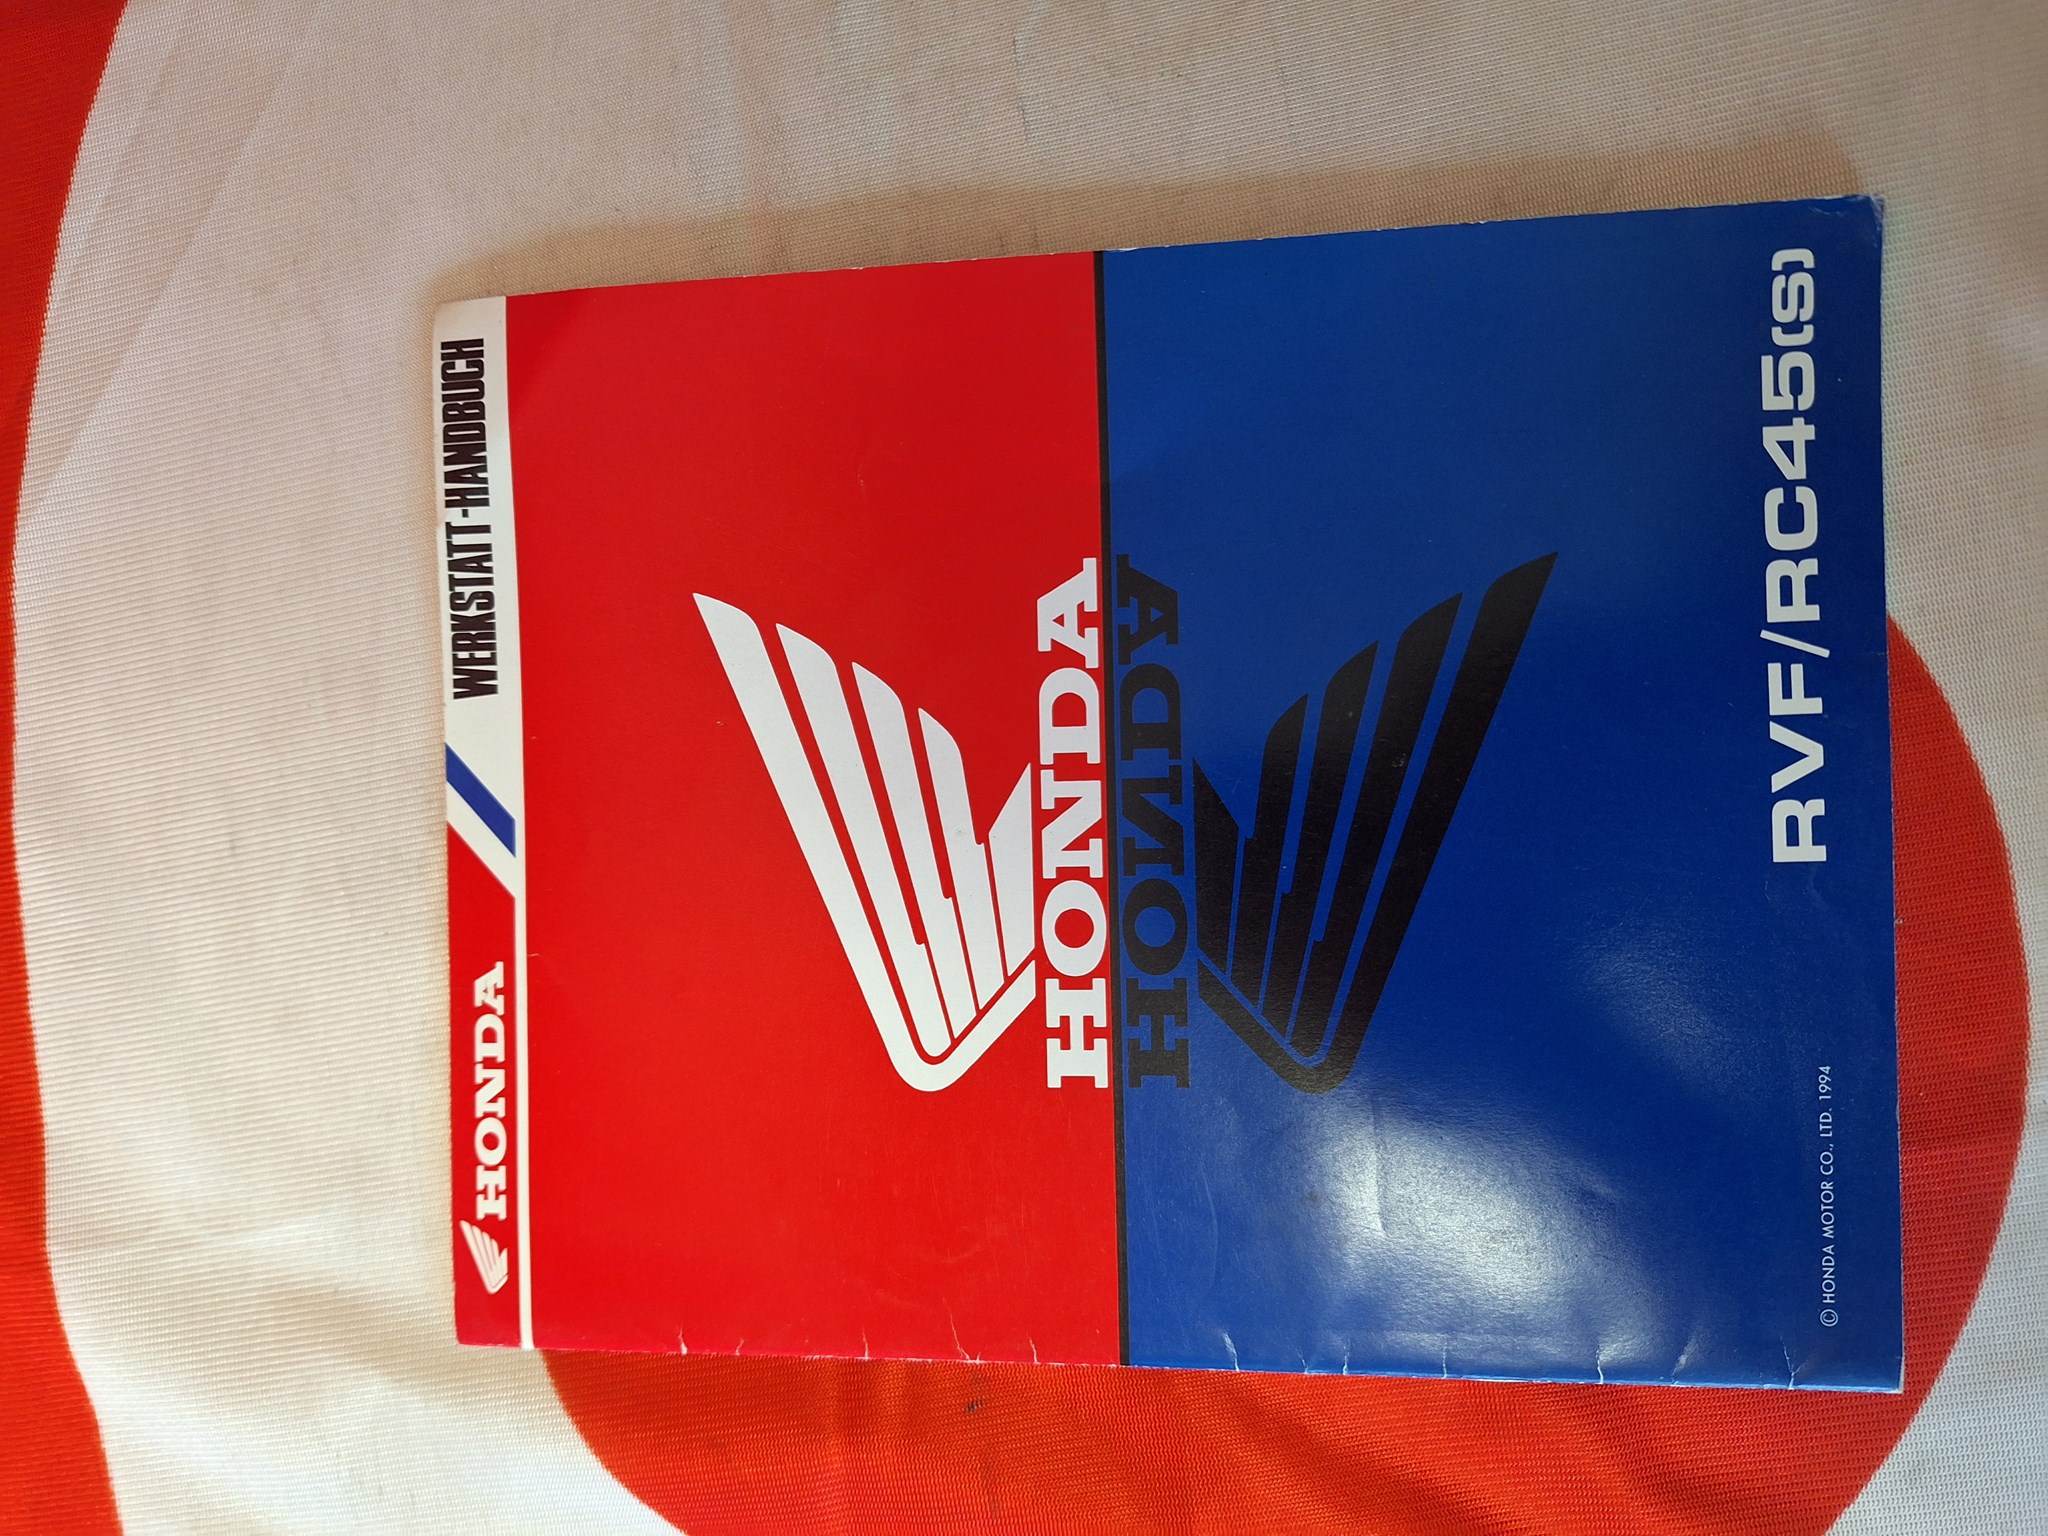 HONDA
WERKSTATT-HANDBUCH
HONDA
HONDA
© HONDA MOTOR CO., LTD. 1994
RVF/RC45(S)